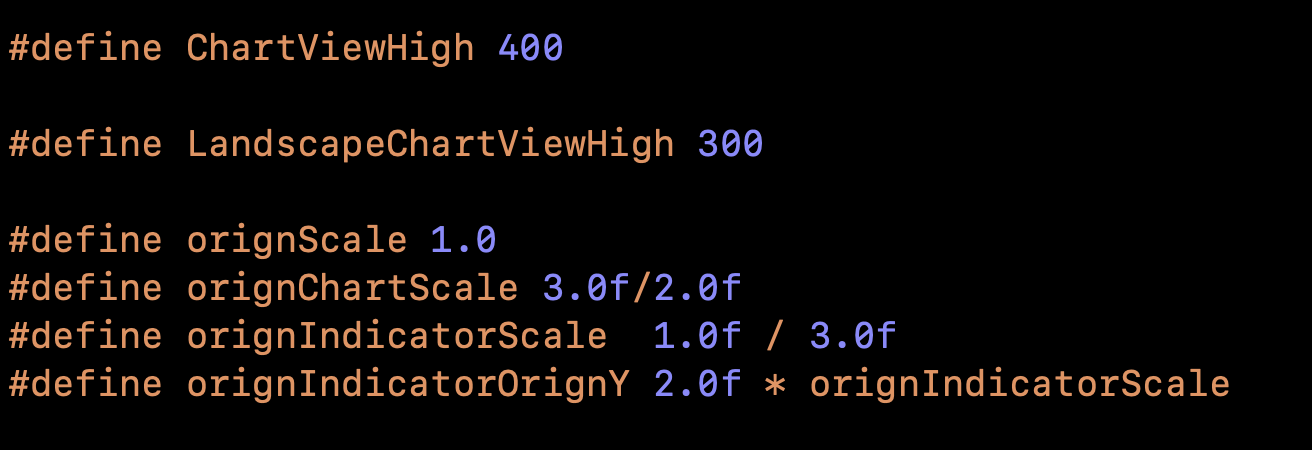 #define ChartViewHigh 400
#define LandscapeChartViewHigh 300
#define orignScale 1.0
#define orignChartScale 3.0f/2.0f
#define orignIndicatorScale  1.0f / 3.0f
#define orignIndicatorOrignY 2.0f * orignIndicatorScale